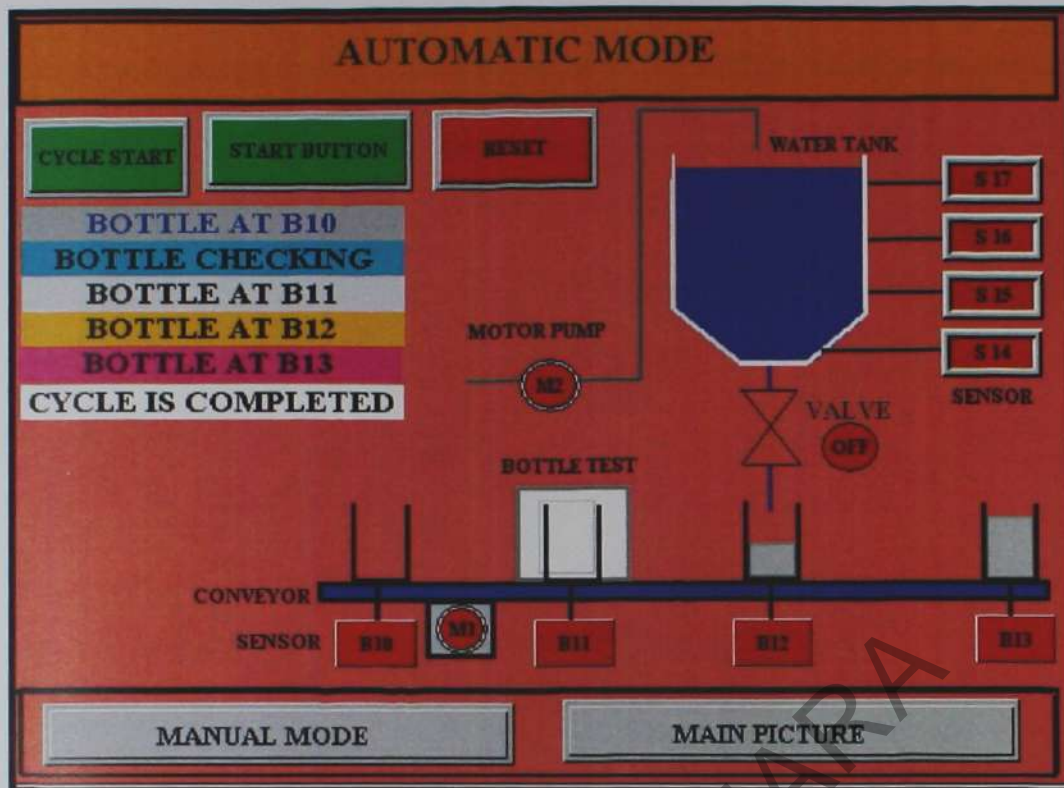 AUTOMATIC MODE
CYCLE START
START BUTTON
RESET
WATER TANK
S 17
BOTTLE AT B10
S 16
BOTTLE CHECKING
BOTTLE AT B11
S 15
BOTTLE AT B12
MOTOR PUMP
S 14
BOTTLE AT B13
M2
SENSOR
CYCLE IS COMPLETED
VALVE
OFF
BOTTLE TEST
CONVEYOR
SENSOR
B10
M1
B11
B12
B13
MANUAL MODE
MAIN PICTURE
ARA